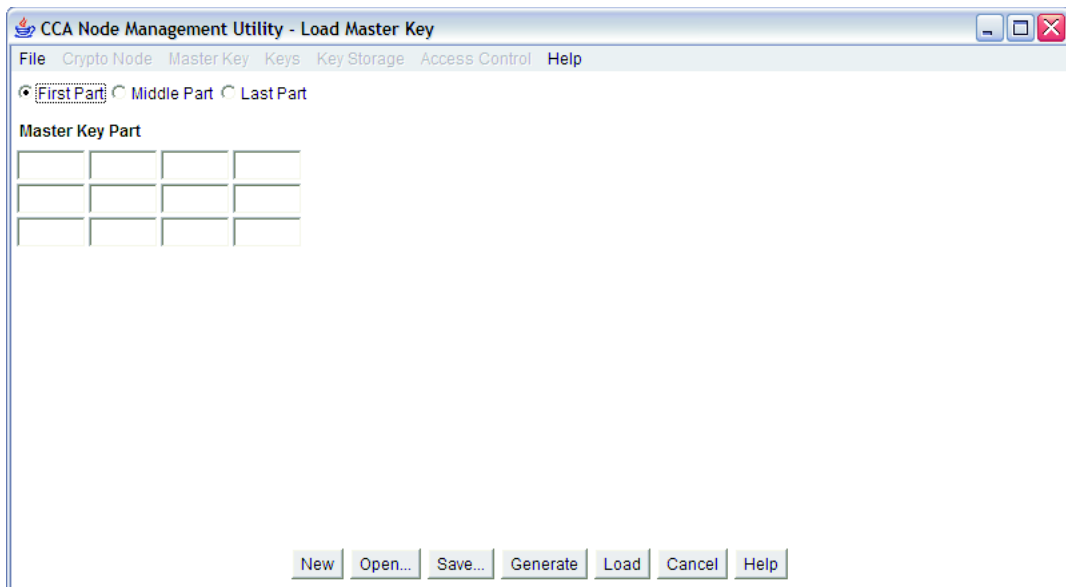 CCA Node Management Utility - Load Master Key
File Crypto Node Master Key Keys Key Storage Access Control Help
First Part Middle Part Last Part
Master Key Part
New Open... Save... Generate Load Cancel Help